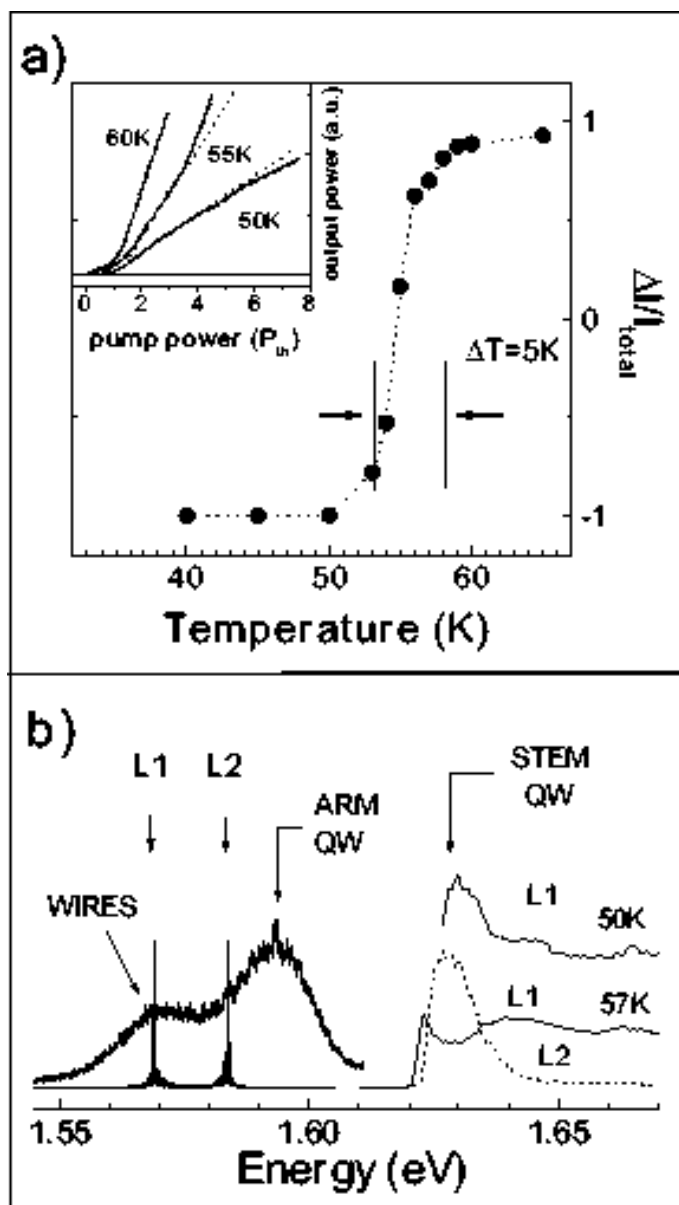 a)
60K
55K
50K
0 2 4 6 8
pump power (P_th)
output power (a.u.)
1
0
-1
ΔI/I_total
ΔT=5K
40 50 60
Temperature (K)
b)
L1 L2
STEM
QW
ARM
QW
WIRES
L1 50K
L1 57K
L2
1.55 1.60 1.65
Energy (eV)